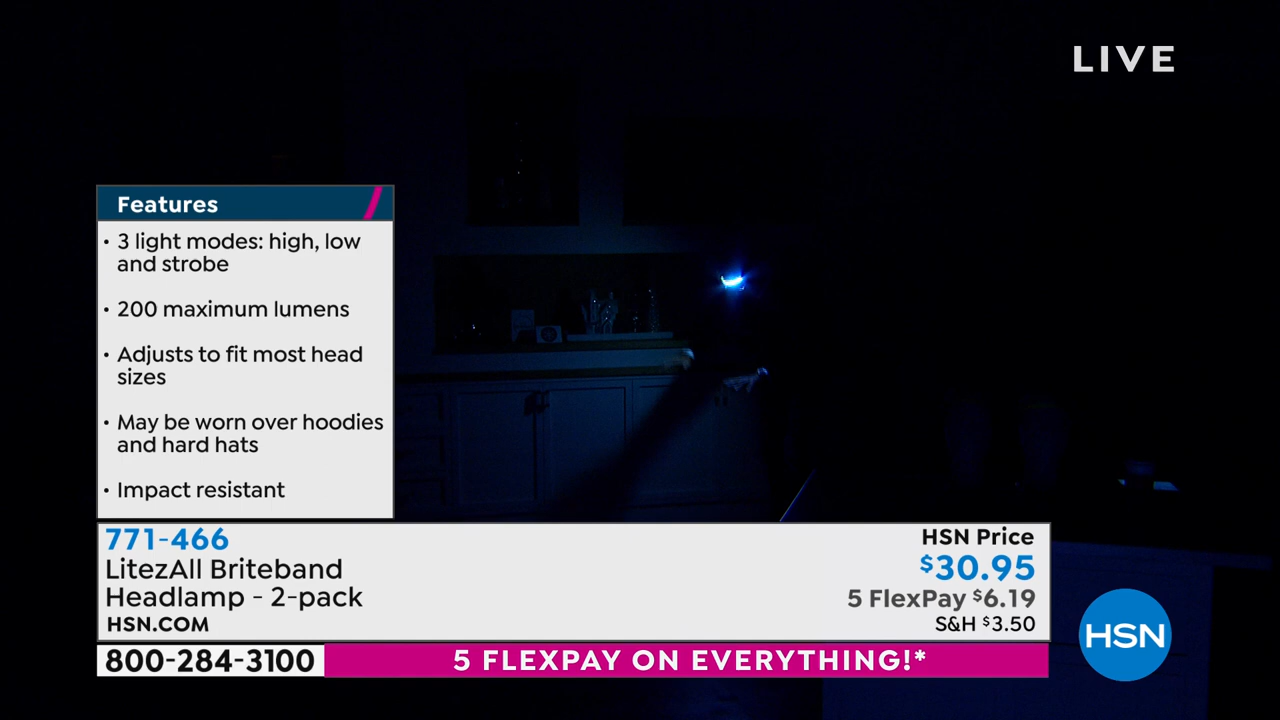 LIVE
Features
• 3 light modes: high, low
and strobe
• 200 maximum lumens
• Adjusts to fit most head
sizes
• May be worn over hoodies
and hard hats
• Impact resistant
771-466
LitezAll Briteband
Headlamp - 2-pack
HSN.COM
HSN Price
$30.95
5 FlexPay $6.19
S&H $3.50
HSN
800-284-3100
5 FLEXPAY ON EVERYTHING!*